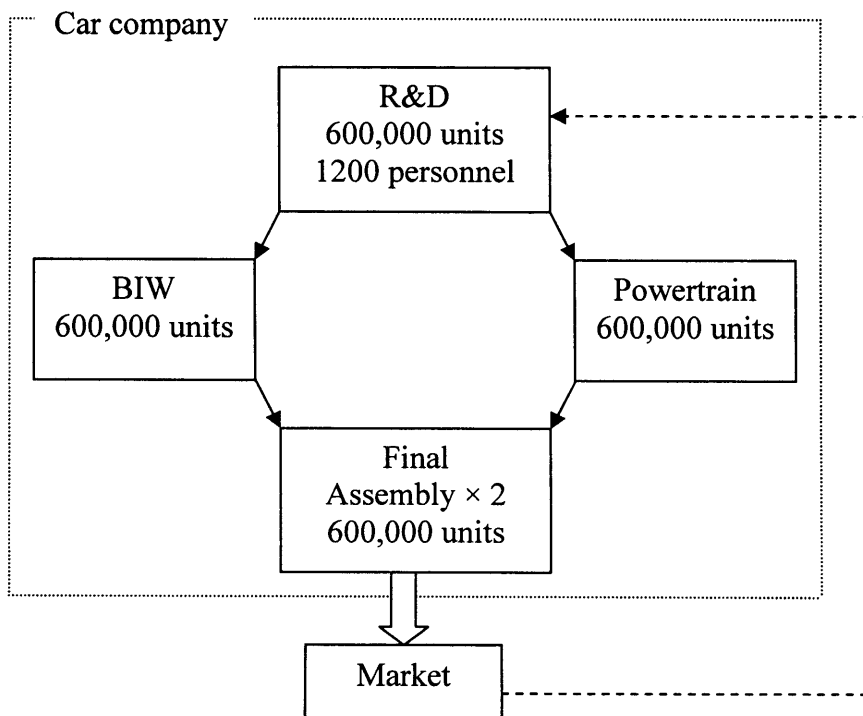 Car company
R&D
600,000 units
1200 personnel
BIW
600,000 units
Powertrain
600,000 units
Final
Assembly × 2
600,000 units
Market